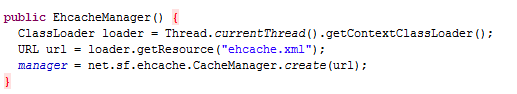 public EhcacheManager() {
ClassLoader loader = Thread.currentThread().getContextClassLoader();
URL url = loader.getResource("ehcache.xml");
manager = net.sf.ehcache.CacheManager.create(url);
}